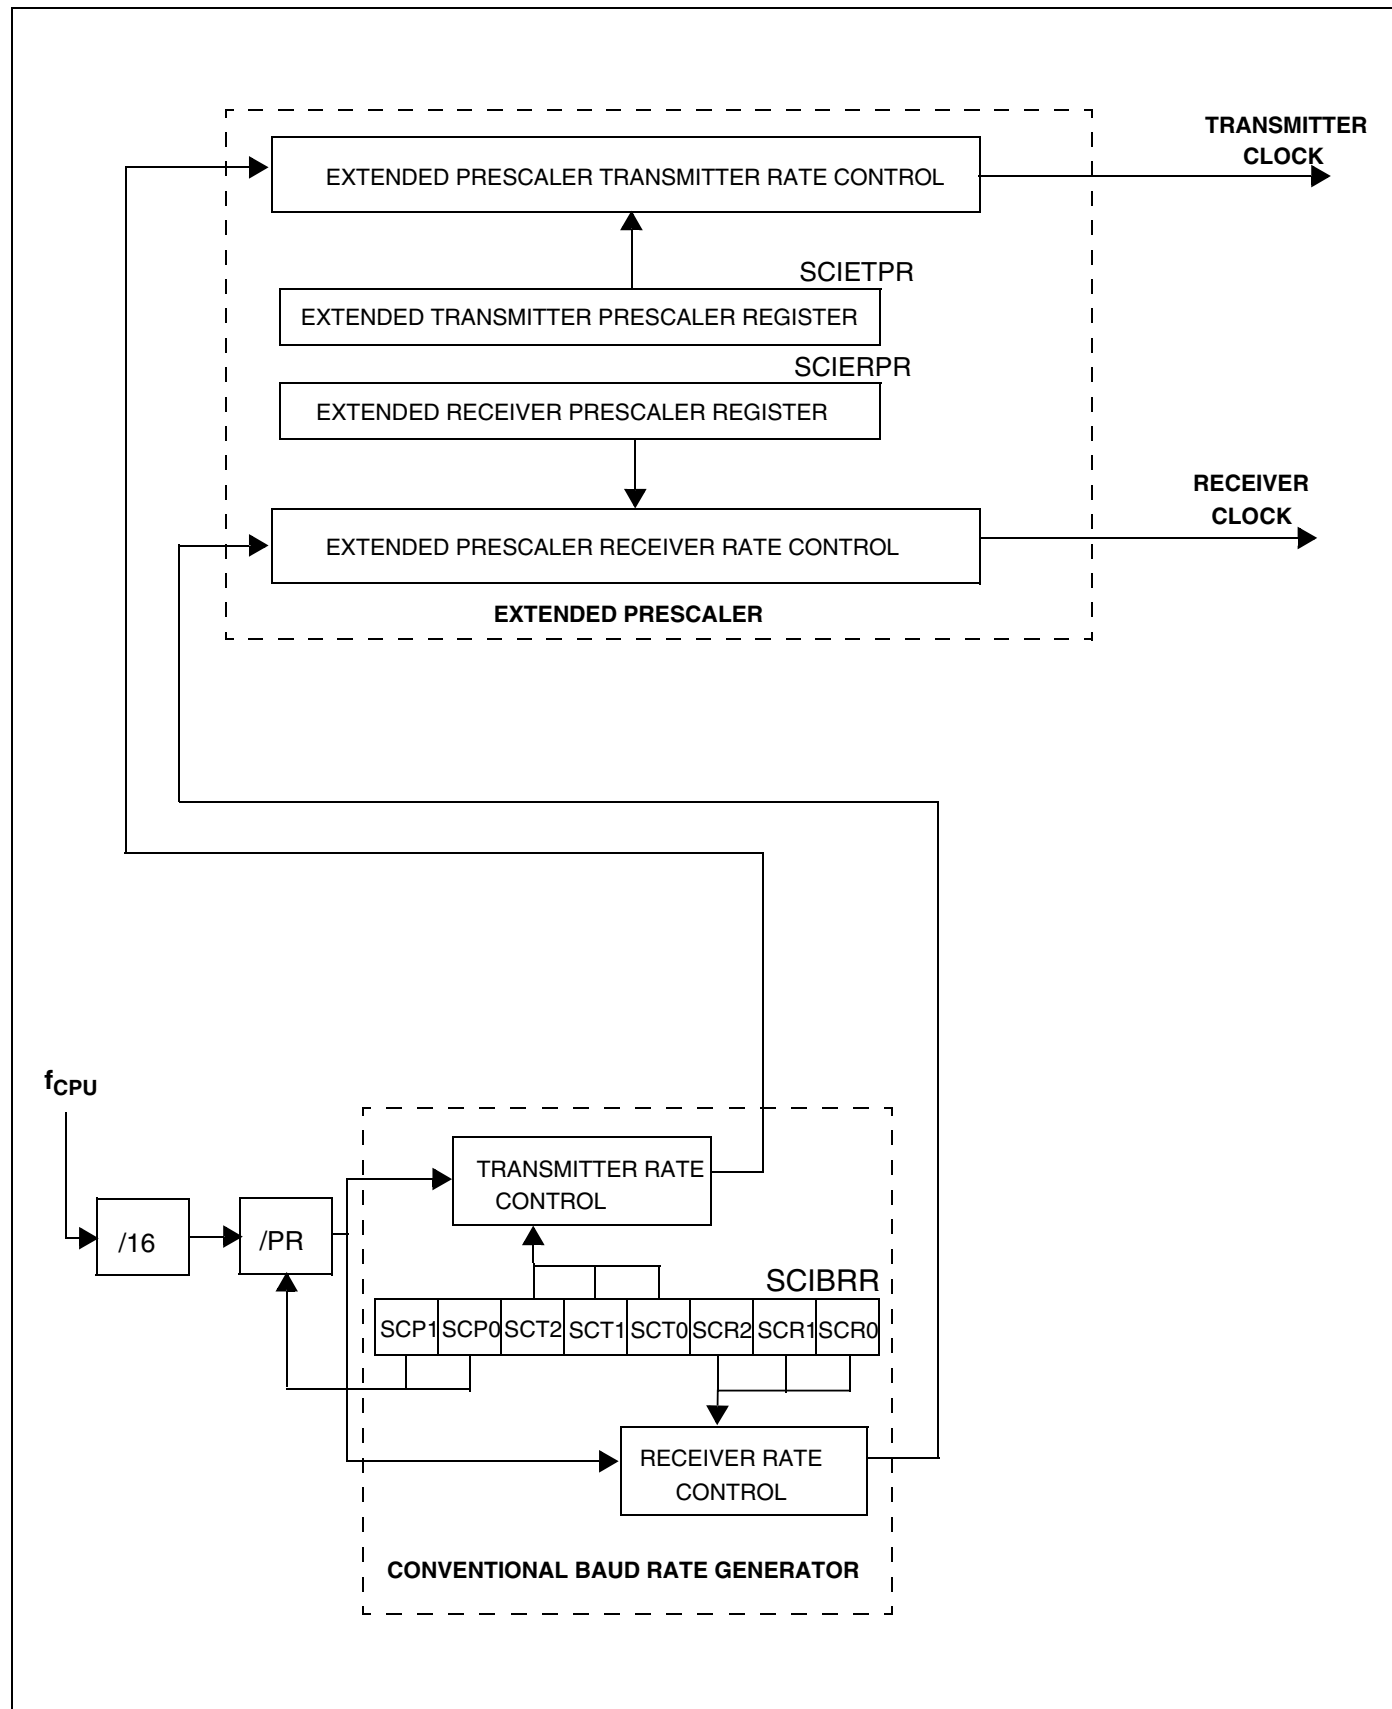 TRANSMITTER
CLOCK
EXTENDED PRESCALER TRANSMITTER RATE CONTROL
SCIETPR
EXTENDED TRANSMITTER PRESCALER REGISTER
SCIERPR
EXTENDED RECEIVER PRESCALER REGISTER
RECEIVER
CLOCK
EXTENDED PRESCALER RECEIVER RATE CONTROL
EXTENDED PRESCALER
fCPU
TRANSMITTER RATE
CONTROL
/16
/PR
SCIBRR
SCP1 SCP0 SCT2 SCT1 SCT0 SCR2 SCR1 SCR0
RECEIVER RATE
CONTROL
CONVENTIONAL BAUD RATE GENERATOR